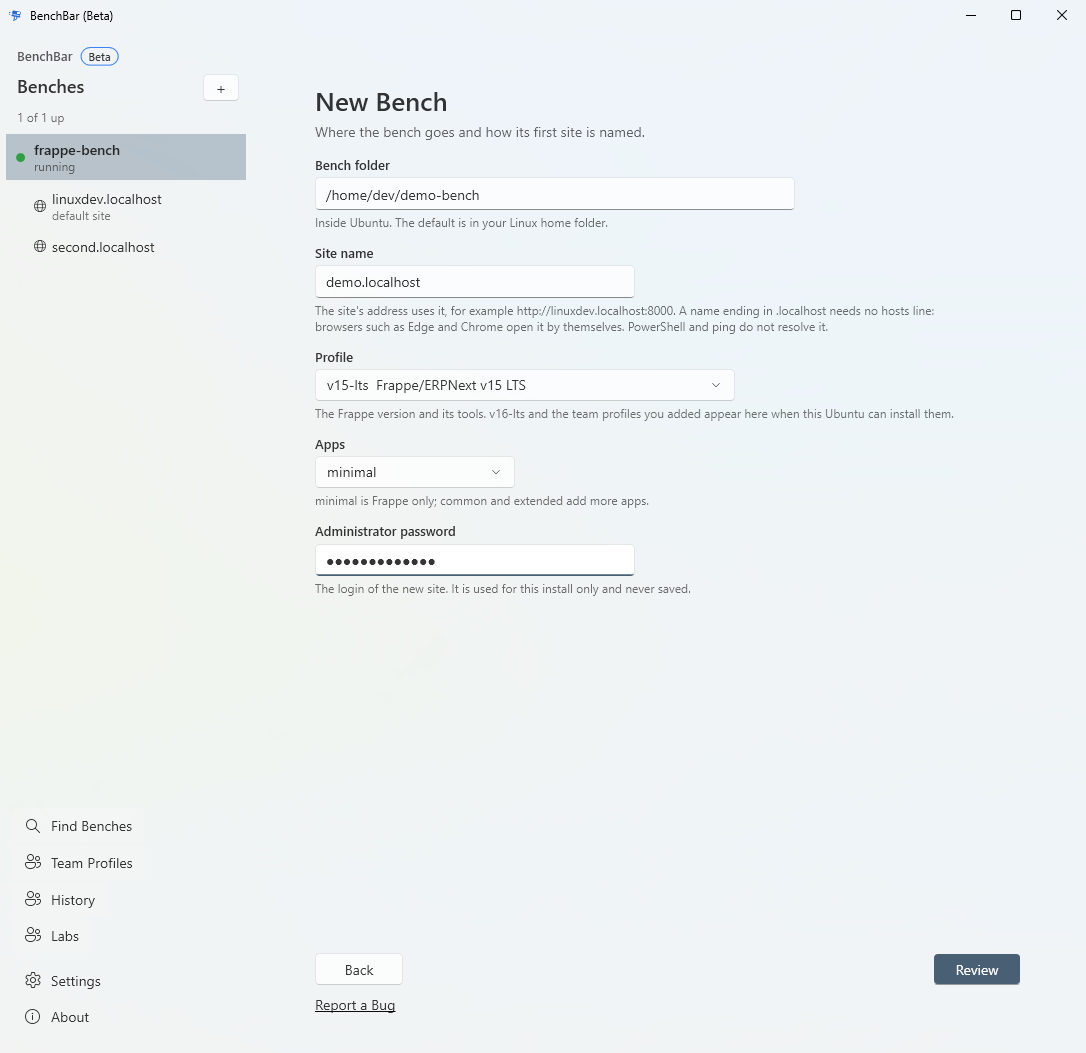 BenchBar (Beta)
BenchBar Beta
Benches
+
1 of 1 up
frappe-bench
running
linuxdev.localhost
default site
second.localhost
Find Benches
Team Profiles
History
Labs
Settings
About
New Bench
Where the bench goes and how its first site is named.
Bench folder
/home/dev/demo-bench
Inside Ubuntu. The default is in your Linux home folder.
Site name
demo.localhost
The site's address uses it, for example http://linuxdev.localhost:8000. A name ending in .localhost needs no hosts line:
browsers such as Edge and Chrome open it by themselves. PowerShell and ping do not resolve it.
Profile
v15-lts  Frappe/ERPNext v15 LTS
The Frappe version and its tools. v16-lts and the team profiles you added appear here when this Ubuntu can install them.
Apps
minimal
minimal is Frappe only; common and extended add more apps.
Administrator password
●●●●●●●●●●●●●
The login of the new site. It is used for this install only and never saved.
Back
Review
Report a Bug